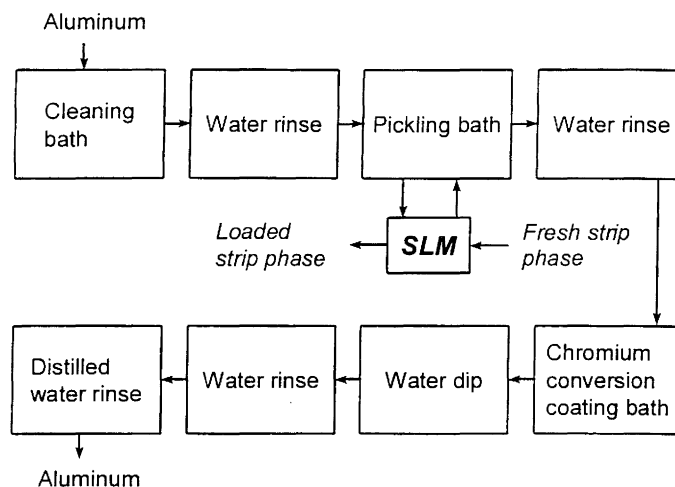 Aluminum
Cleaning
bath
Water rinse
Pickling bath
Water rinse
Loaded
strip phase
SLM
Fresh strip
phase
Distilled
water rinse
Water rinse
Water dip
Chromium
conversion
coating bath
Aluminum